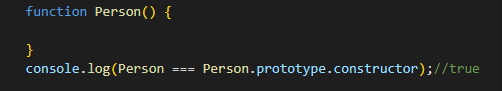 function Person() {
}
console.log(Person === Person.prototype.constructor);//true